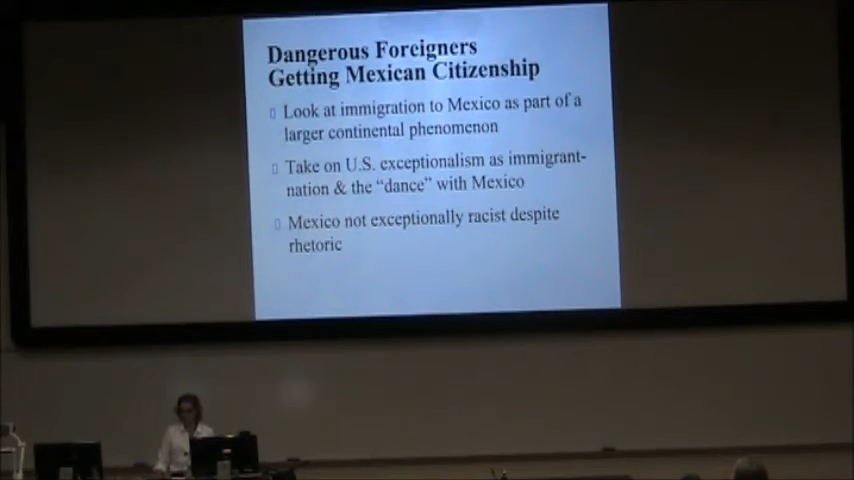 Dangerous Foreigners
Getting Mexican Citizenship
Look at immigration to Mexico as part of a
larger continental phenomenon
Take on U.S. exceptionalism as immigrant-
nation & the “dance” with Mexico
Mexico not exceptionally racist despite
rhetoric